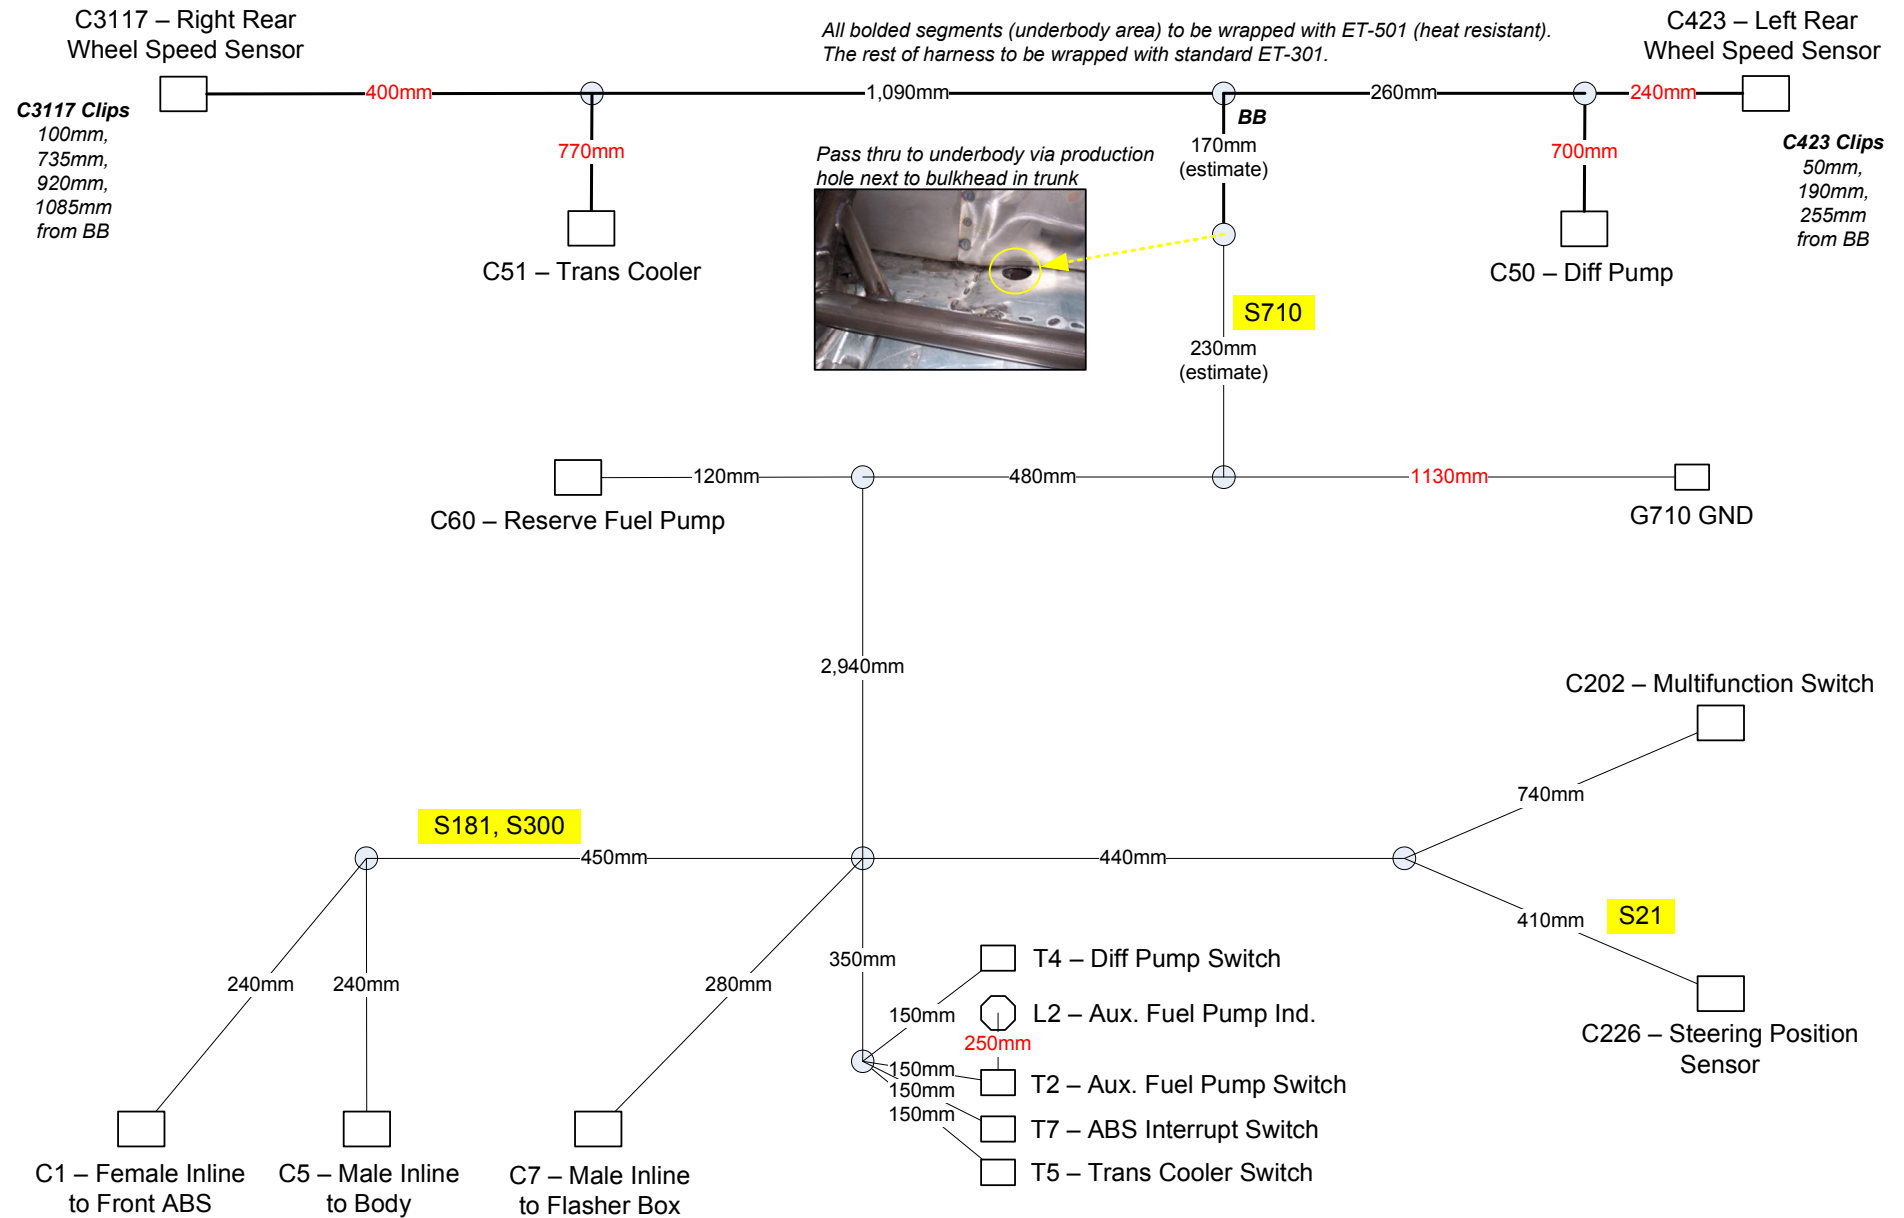 C3117 – Right Rear
Wheel Speed Sensor
All bolded segments (underbody area) to be wrapped with ET-501 (heat resistant).
The rest of harness to be wrapped with standard ET-301.
C423 – Left Rear
Wheel Speed Sensor
400mm
1,090mm
260mm
240mm
C3117 Clips
100mm,
735mm,
920mm,
1085mm
from BB
BB
770mm
170mm
(estimate)
700mm
C423 Clips
50mm,
190mm,
255mm
from BB
Pass thru to underbody via production
hole next to bulkhead in trunk
C51 – Trans Cooler
C50 – Diff Pump
S710
230mm
(estimate)
120mm
480mm
1130mm
C60 – Reserve Fuel Pump
G710 GND
2,940mm
C202 – Multifunction Switch
740mm
S181, S300
450mm
440mm
410mm
S21
240mm
240mm
280mm
350mm
T4 – Diff Pump Switch
150mm
L2 – Aux. Fuel Pump Ind.
250mm
150mm
T2 – Aux. Fuel Pump Switch
150mm
150mm
T7 – ABS Interrupt Switch
T5 – Trans Cooler Switch
C226 – Steering Position
Sensor
C1 – Female Inline
to Front ABS
C5 – Male Inline
to Body
C7 – Male Inline
to Flasher Box